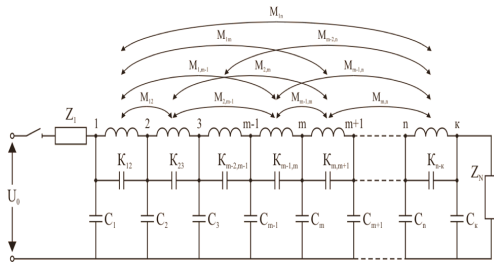 M1n
M1m Mm-2,n
M1,m-1 M2,m Mm-1,n
M12 M2,m-1 Mm-1,m Mm,n
Z1 1 2 3 m-1 m m+1 n к
K12 K23 Km-2,m-1 Km-1,m Km,m+1 Kn-к ZN
U0
C1 C2 C3 Cm-1 Cm Cm+1 Cn Cк